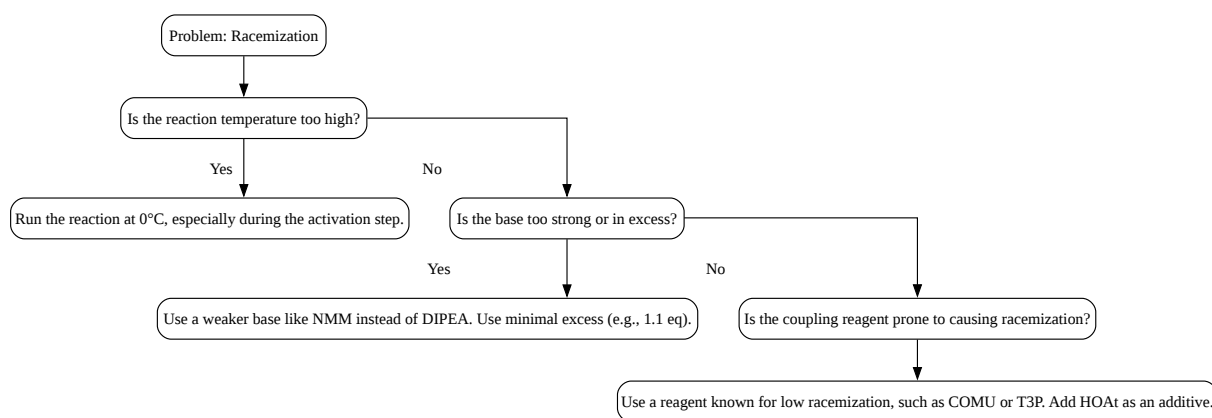 Problem: Racemization
Is the reaction temperature too high?
Yes
No
Run the reaction at 0°C, especially during the activation step.
Is the base too strong or in excess?
Yes
No
Use a weaker base like NMM instead of DIPEA. Use minimal excess (e.g., 1.1 eq).
Is the coupling reagent prone to causing racemization?
Use a reagent known for low racemization, such as COMU or T3P. Add HOAt as an additive.